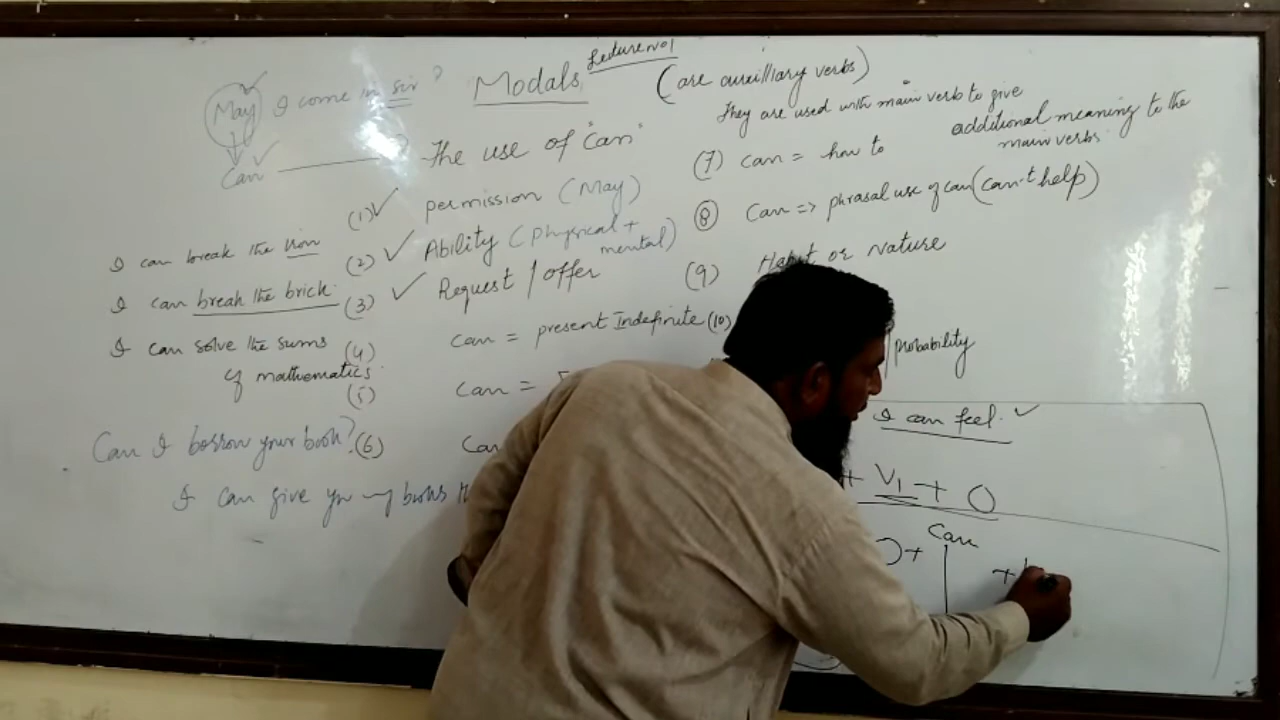 Lecture no 1
Modals (are auxilliary verbs)
They are used with main verb to give
additional meaning to the
main verbs.
May I come in sir?
Can ?
The use of "Can"
(1) ✓ permission (May)
I can break the iron
(2) ✓ Ability (Physical + mental)
I can break the brick.
(3) ✓ Request / offer
I can solve the sums
of mathematics.
(4) can = present Indefinite
(5) can =
Can I borrow your book?
(6) Can
I can give you my books
(7) can = how to
(8) Can => phrasal use of can (can't help)
(9) Habit or Nature
(10)
/ probability
I can feel. ✓
+ V1 + O
+ Can +